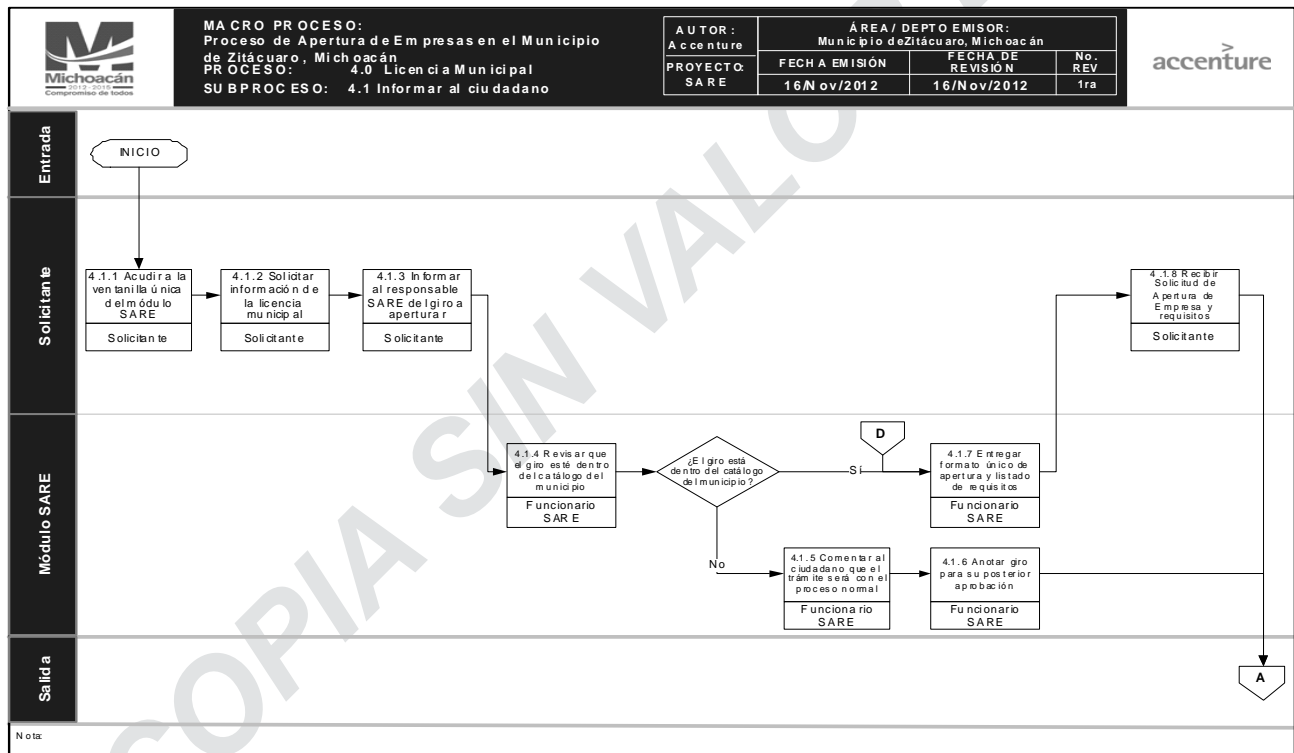 Michoacán
2012 - 2015
Compromiso de todos
MACRO PROCESO:
Proceso de Apertura de Empresas en el Municipio
de Zitácuaro, Michoacán
PROCESO: 4.0 Licencia Municipal
SUBPROCESO: 4.1 Informar al ciudadano
AUTOR:
Accenture
PROYECTO:
SARE
ÁREA / DEPTO EMISOR:
Municipio de Zitácuaro, Michoacán
FECHA EMISIÓN
FECHA DE
REVISIÓN
No.
REV
16/Nov/2012
16/Nov/2012
1ra
accenture
Entrada
INICIO
Solicitante
4.1.1 Acudir a la
ventanilla única
del módulo
SARE
Solicitante
4.1.2 Solicitar
información de
la licencia
municipal
Solicitante
4.1.3 Informar
al responsable
SARE del giro a
aperturar
Solicitante
4.1.8 Recibir
Solicitud de
Apertura de
Empresa y
requisitos
Solicitante
Módulo SARE
4.1.4 Revisar que
el giro esté dentro
del catálogo del
municipio
Funcionario
SARE
¿El giro está
dentro del catálogo
del municipio?
Sí
D
4.1.7 Entregar
formato único de
apertura y listado
de requisitos
Funcionario
SARE
No
4.1.5 Comentar al
ciudadano que el
trámite será con el
proceso normal
Funcionario
SARE
4.1.6 Anotar giro
para su posterior
aprobación
Funcionario
SARE
Salida
A
Nota:
COPIA SIN VALO